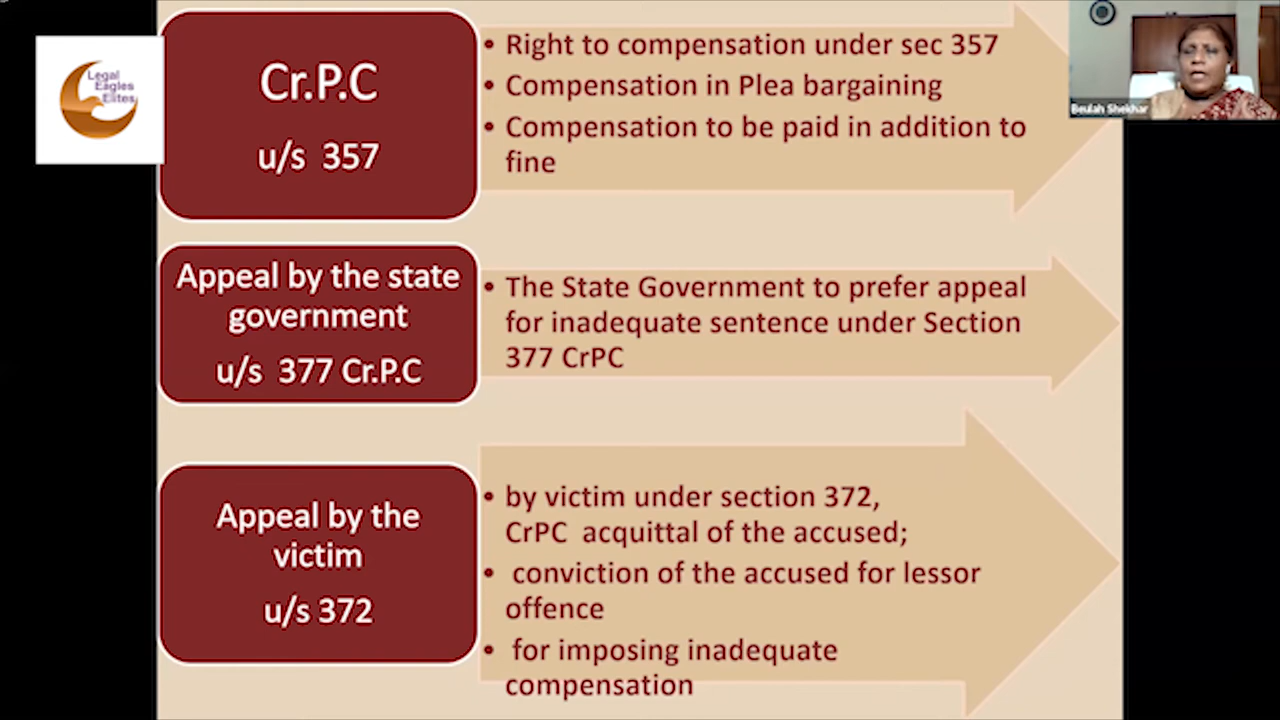 Legal
Eagles
Elites
Cr.P.C
u/s 357
• Right to compensation under sec 357
• Compensation in Plea bargaining
• Compensation to be paid in addition to
fine
Beulah Shekhar
Appeal by the state
government
u/s 377 Cr.P.C
• The State Government to prefer appeal
for inadequate sentence under Section
377 CrPC
Appeal by the
victim
u/s 372
• by victim under section 372,
CrPC acquittal of the accused;
• conviction of the accused for lessor
offence
• for imposing inadequate
compensation